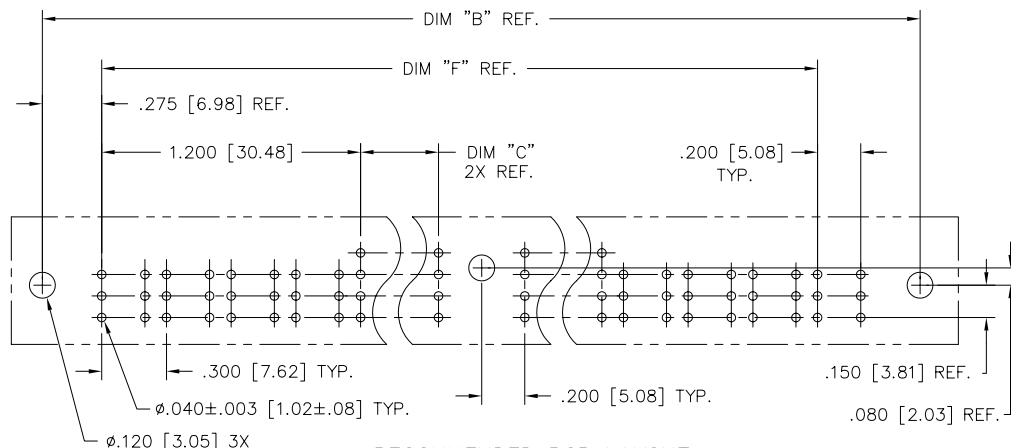 DIM "B" REF.
DIM "F" REF.
.275 [6.98] REF.
1.200 [30.48]
DIM "C"
2X REF.
.200 [5.08]
TYP.
.300 [7.62] TYP.
.200 [5.08] TYP.
.150 [3.81] REF.
ø.040±.003 [1.02±.08] TYP.
.080 [2.03] REF.
ø.120 [3.05] 3X